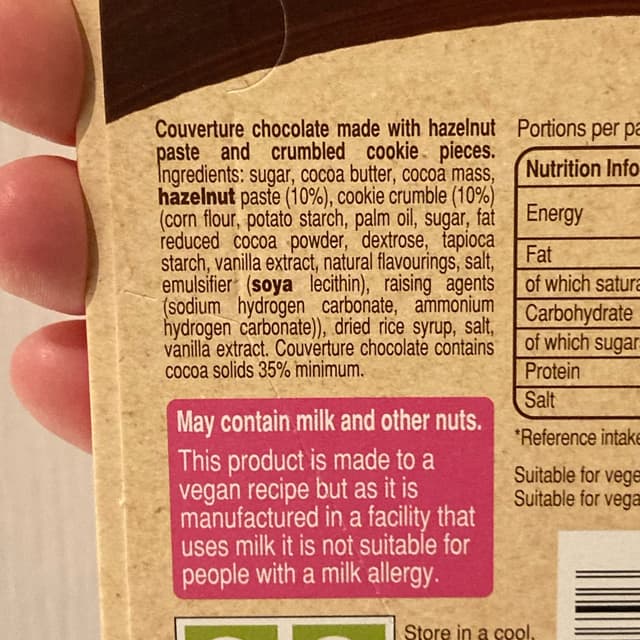 Couverture chocolate made with hazelnut
paste and crumbled cookie pieces.
Ingredients: sugar, cocoa butter, cocoa mass,
hazelnut paste (10%), cookie crumble (10%)
(corn flour, potato starch, palm oil, sugar, fat
reduced cocoa powder, dextrose, tapioca
starch, vanilla extract, natural flavourings, salt,
emulsifier (soya lecithin), raising agents
(sodium hydrogen carbonate, ammonium
hydrogen carbonate)), dried rice syrup, salt,
vanilla extract. Couverture chocolate contains
cocoa solids 35% minimum.
May contain milk and other nuts.
This product is made to a
vegan recipe but as it is
manufactured in a facility that
uses milk it is not suitable for
people with a milk allergy.
Portions per pa
Nutrition Info
Energy
Fat
of which satura
Carbohydrate
of which sugar
Protein
Salt
*Reference intake
Suitable for vege
Suitable for vega
Store in a cool,